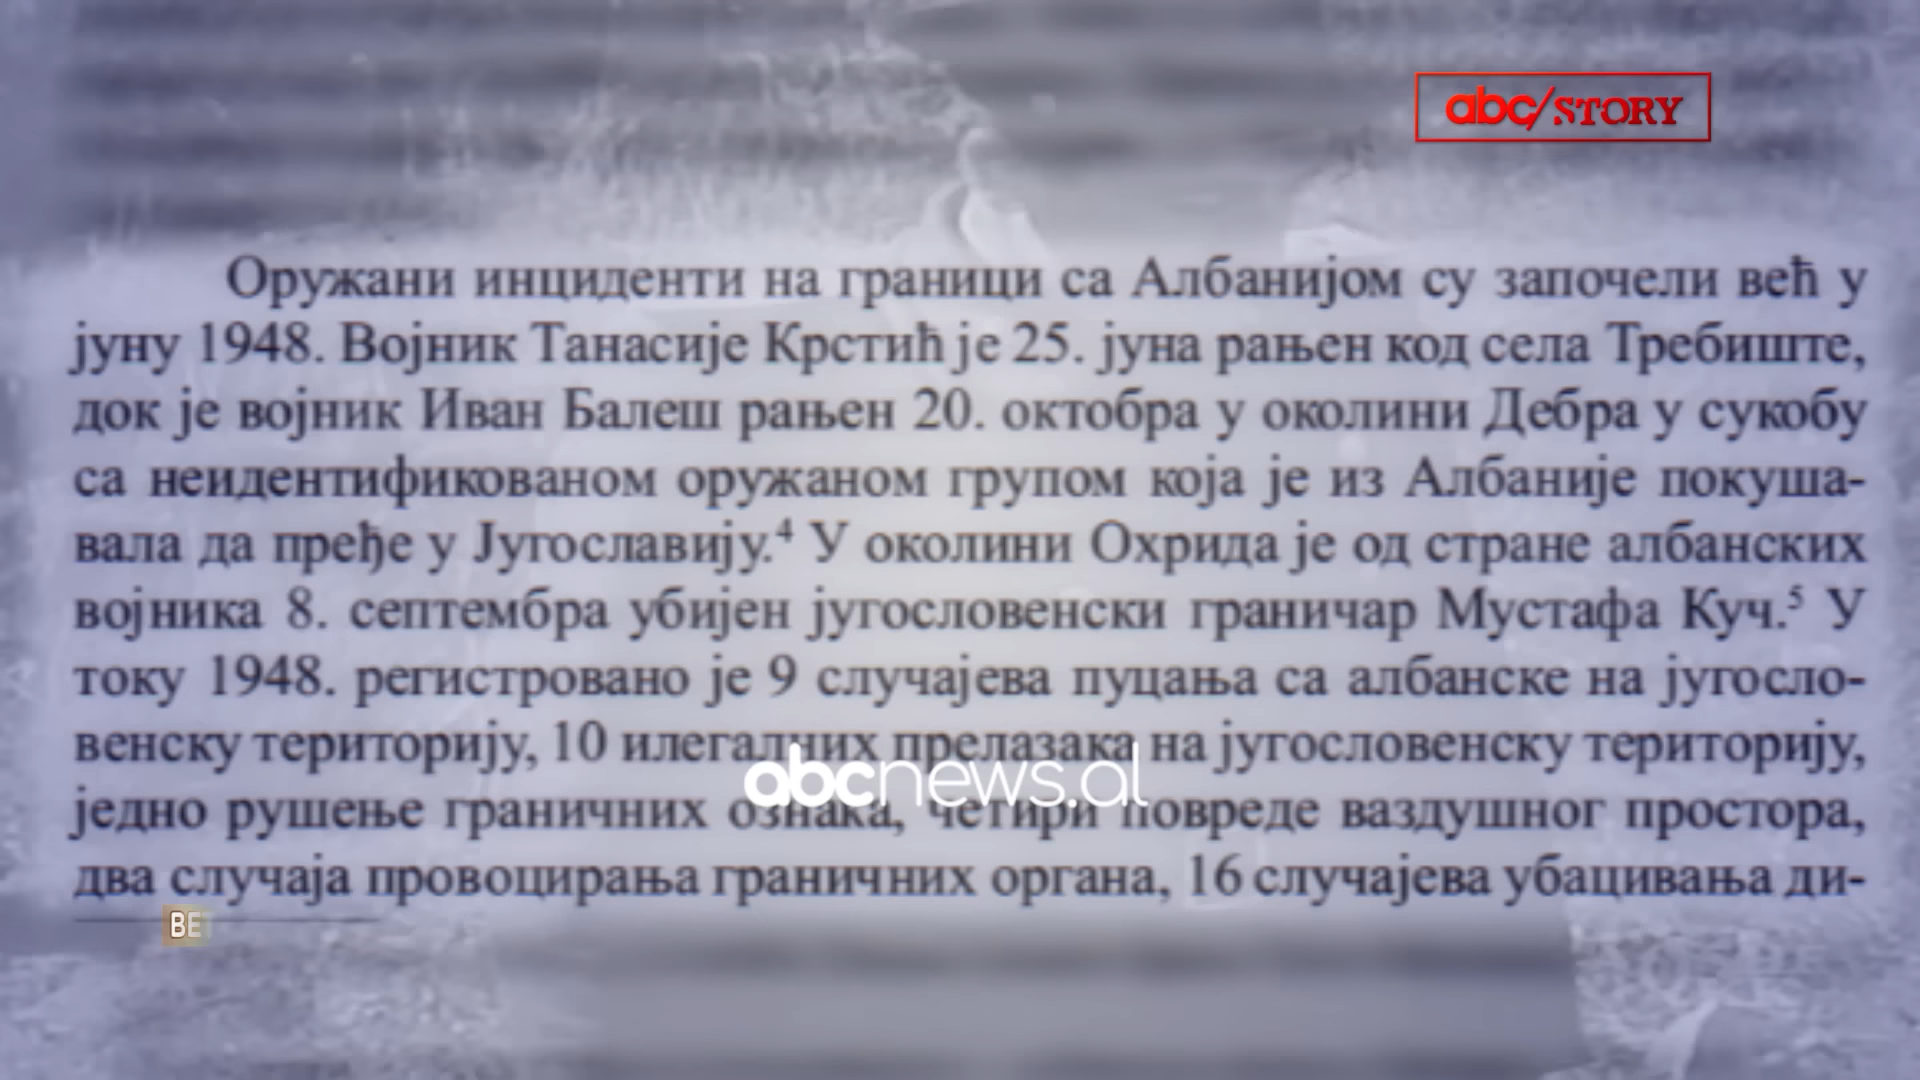 abc/STORY
Оружани инциденти на граници са Албанијом су започели већ у
јуну 1948. Војник Танасије Крстић је 25. јуна рањен код села Требиште,
док је војник Иван Балеш рањен 20. октобра у околини Дебра у сукобу
са неидентификованом оружаном групом која је из Албаније покуша-
вала да пређе у Југославију.⁴ У околини Охрида је од стране албанских
војника 8. септембра убијен југословенски граничар Мустафа Куч.⁵ У
току 1948. регистровано је 9 случајева пуцања са албанске на југосло-
венску територију, 10 илегалних прелазака на југословенску територију,
abcnews.al
једно рушење граничних ознака, четири повреде ваздушног простора,
два случаја провоцирања граничних органа, 16 случајева убацивања ди-
BE